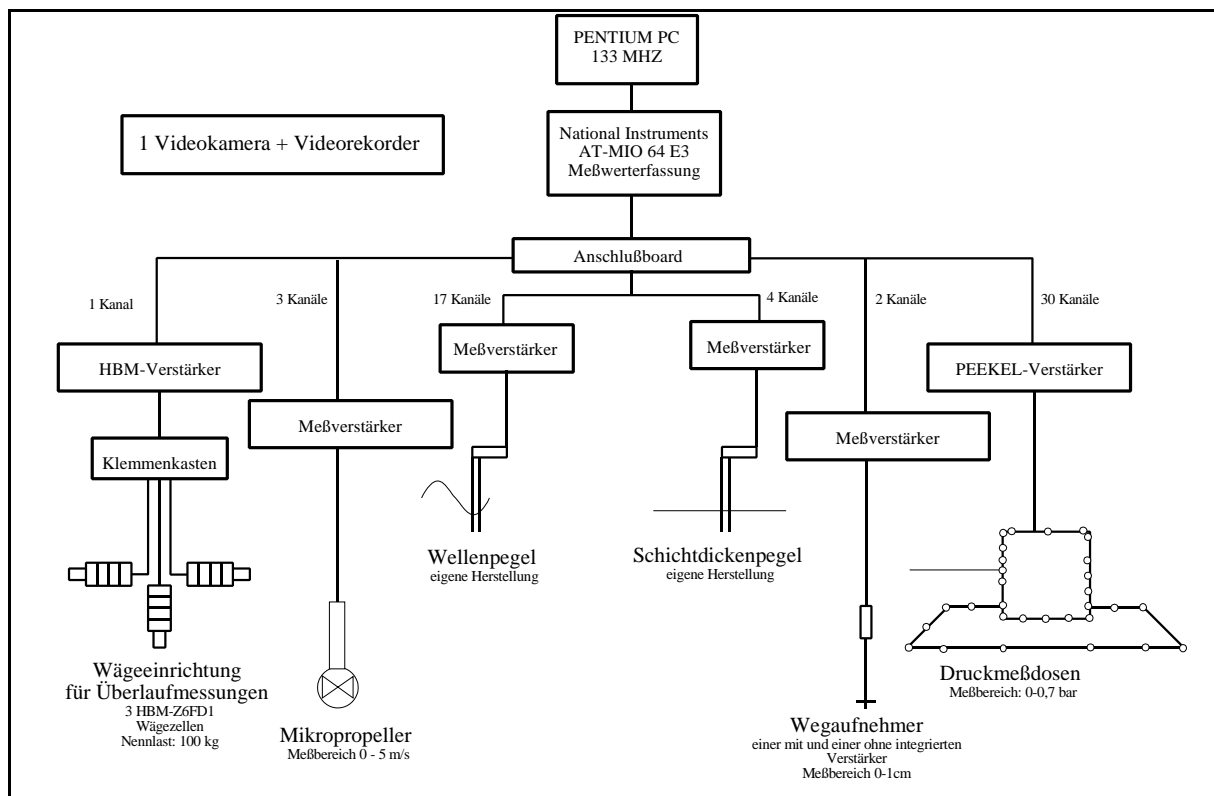 PENTIUM PC
133 MHZ
1 Videokamera + Videorekorder
National Instruments
AT-MIO 64 E3
Meßwerterfassung
Anschlußboard
1 Kanal
3 Kanäle
17 Kanäle
4 Kanäle
2 Kanäle
30 Kanäle
HBM-Verstärker
Meßverstärker
Meßverstärker
Meßverstärker
Meßverstärker
PEEKEL-Verstärker
Klemmenkasten
Wellenpegel
eigene Herstellung
Schichtdickenpegel
eigene Herstellung
Wägeeinrichtung
für Überlaufmessungen
3 HBM-Z6FD1
Wägezellen
Nennlast: 100 kg
Mikropropeller
Meßbereich 0 - 5 m/s
Wegaufnehmer
einer mit und einer ohne integrierten
Verstärker
Meßbereich 0-1cm
Druckmeßdosen
Meßbereich: 0-0,7 bar